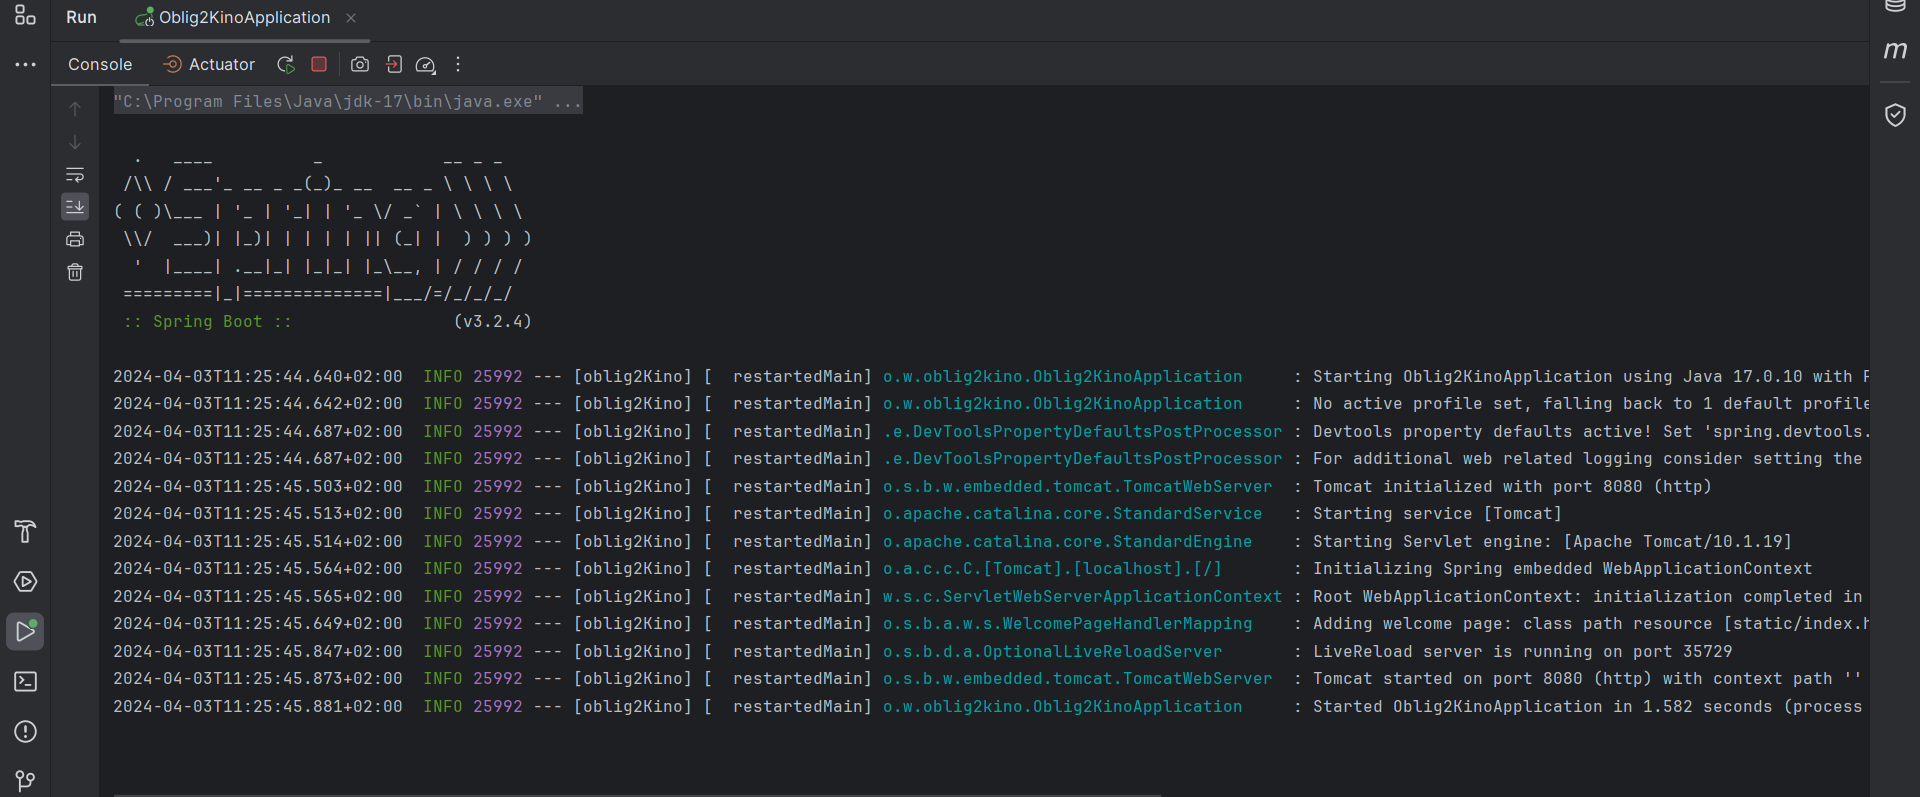 Run Oblig2KinoApplication
Console Actuator
"C:\Program Files\Java\jdk-17\bin\java.exe" ...
  .   ____          _            __ _ _
 /\\ / ___'_ __ _ _(_)_ __  __ _ \ \ \ \
( ( )\___ | '_ | '_| | '_ \/ _` | \ \ \ \
 \\/  ___)| |_)| | | | | || (_| |  ) ) ) )
  '  |____| .__|_| |_|_| |_\__, | / / / /
 =========|_|==============|___/=/_/_/_/
 :: Spring Boot ::                (v3.2.4)
2024-04-03T11:25:44.640+02:00  INFO 25992 --- [oblig2Kino] [  restartedMain] o.w.oblig2kino.Oblig2KinoApplication     : Starting Oblig2KinoApplication using Java 17.0.10 with
2024-04-03T11:25:44.642+02:00  INFO 25992 --- [oblig2Kino] [  restartedMain] o.w.oblig2kino.Oblig2KinoApplication     : No active profile set, falling back to 1 default profile
2024-04-03T11:25:44.687+02:00  INFO 25992 --- [oblig2Kino] [  restartedMain] .e.DevToolsPropertyDefaultsPostProcessor : Devtools property defaults active! Set 'spring.devtools.
2024-04-03T11:25:44.687+02:00  INFO 25992 --- [oblig2Kino] [  restartedMain] .e.DevToolsPropertyDefaultsPostProcessor : For additional web related logging consider setting the
2024-04-03T11:25:45.503+02:00  INFO 25992 --- [oblig2Kino] [  restartedMain] o.s.b.w.embedded.tomcat.TomcatWebServer  : Tomcat initialized with port 8080 (http)
2024-04-03T11:25:45.513+02:00  INFO 25992 --- [oblig2Kino] [  restartedMain] o.apache.catalina.core.StandardService   : Starting service [Tomcat]
2024-04-03T11:25:45.514+02:00  INFO 25992 --- [oblig2Kino] [  restartedMain] o.apache.catalina.core.StandardEngine    : Starting Servlet engine: [Apache Tomcat/10.1.19]
2024-04-03T11:25:45.564+02:00  INFO 25992 --- [oblig2Kino] [  restartedMain] o.a.c.c.C.[Tomcat].[localhost].[/]       : Initializing Spring embedded WebApplicationContext
2024-04-03T11:25:45.565+02:00  INFO 25992 --- [oblig2Kino] [  restartedMain] w.s.c.ServletWebServerApplicationContext : Root WebApplicationContext: initialization completed in
2024-04-03T11:25:45.649+02:00  INFO 25992 --- [oblig2Kino] [  restartedMain] o.s.b.a.w.s.WelcomePageHandlerMapping    : Adding welcome page: class path resource [static/index.h
2024-04-03T11:25:45.847+02:00  INFO 25992 --- [oblig2Kino] [  restartedMain] o.s.b.d.a.OptionalLiveReloadServer       : LiveReload server is running on port 35729
2024-04-03T11:25:45.873+02:00  INFO 25992 --- [oblig2Kino] [  restartedMain] o.s.b.w.embedded.tomcat.TomcatWebServer  : Tomcat started on port 8080 (http) with context path ''
2024-04-03T11:25:45.881+02:00  INFO 25992 --- [oblig2Kino] [  restartedMain] o.w.oblig2kino.Oblig2KinoApplication     : Started Oblig2KinoApplication in 1.582 seconds (process